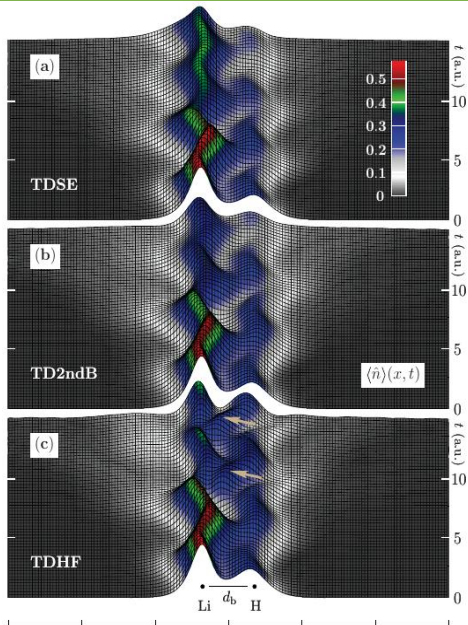 t (a.u.)
(a)
10
0.5
0.4
0.3
0.2
0.1
0
5
TDSE
0
t (a.u.)
(b)
10
⟨n̂⟩(x, t)
5
TD2ndB
0
t (a.u.)
(c)
10
5
TDHF
0
d_b
Li H